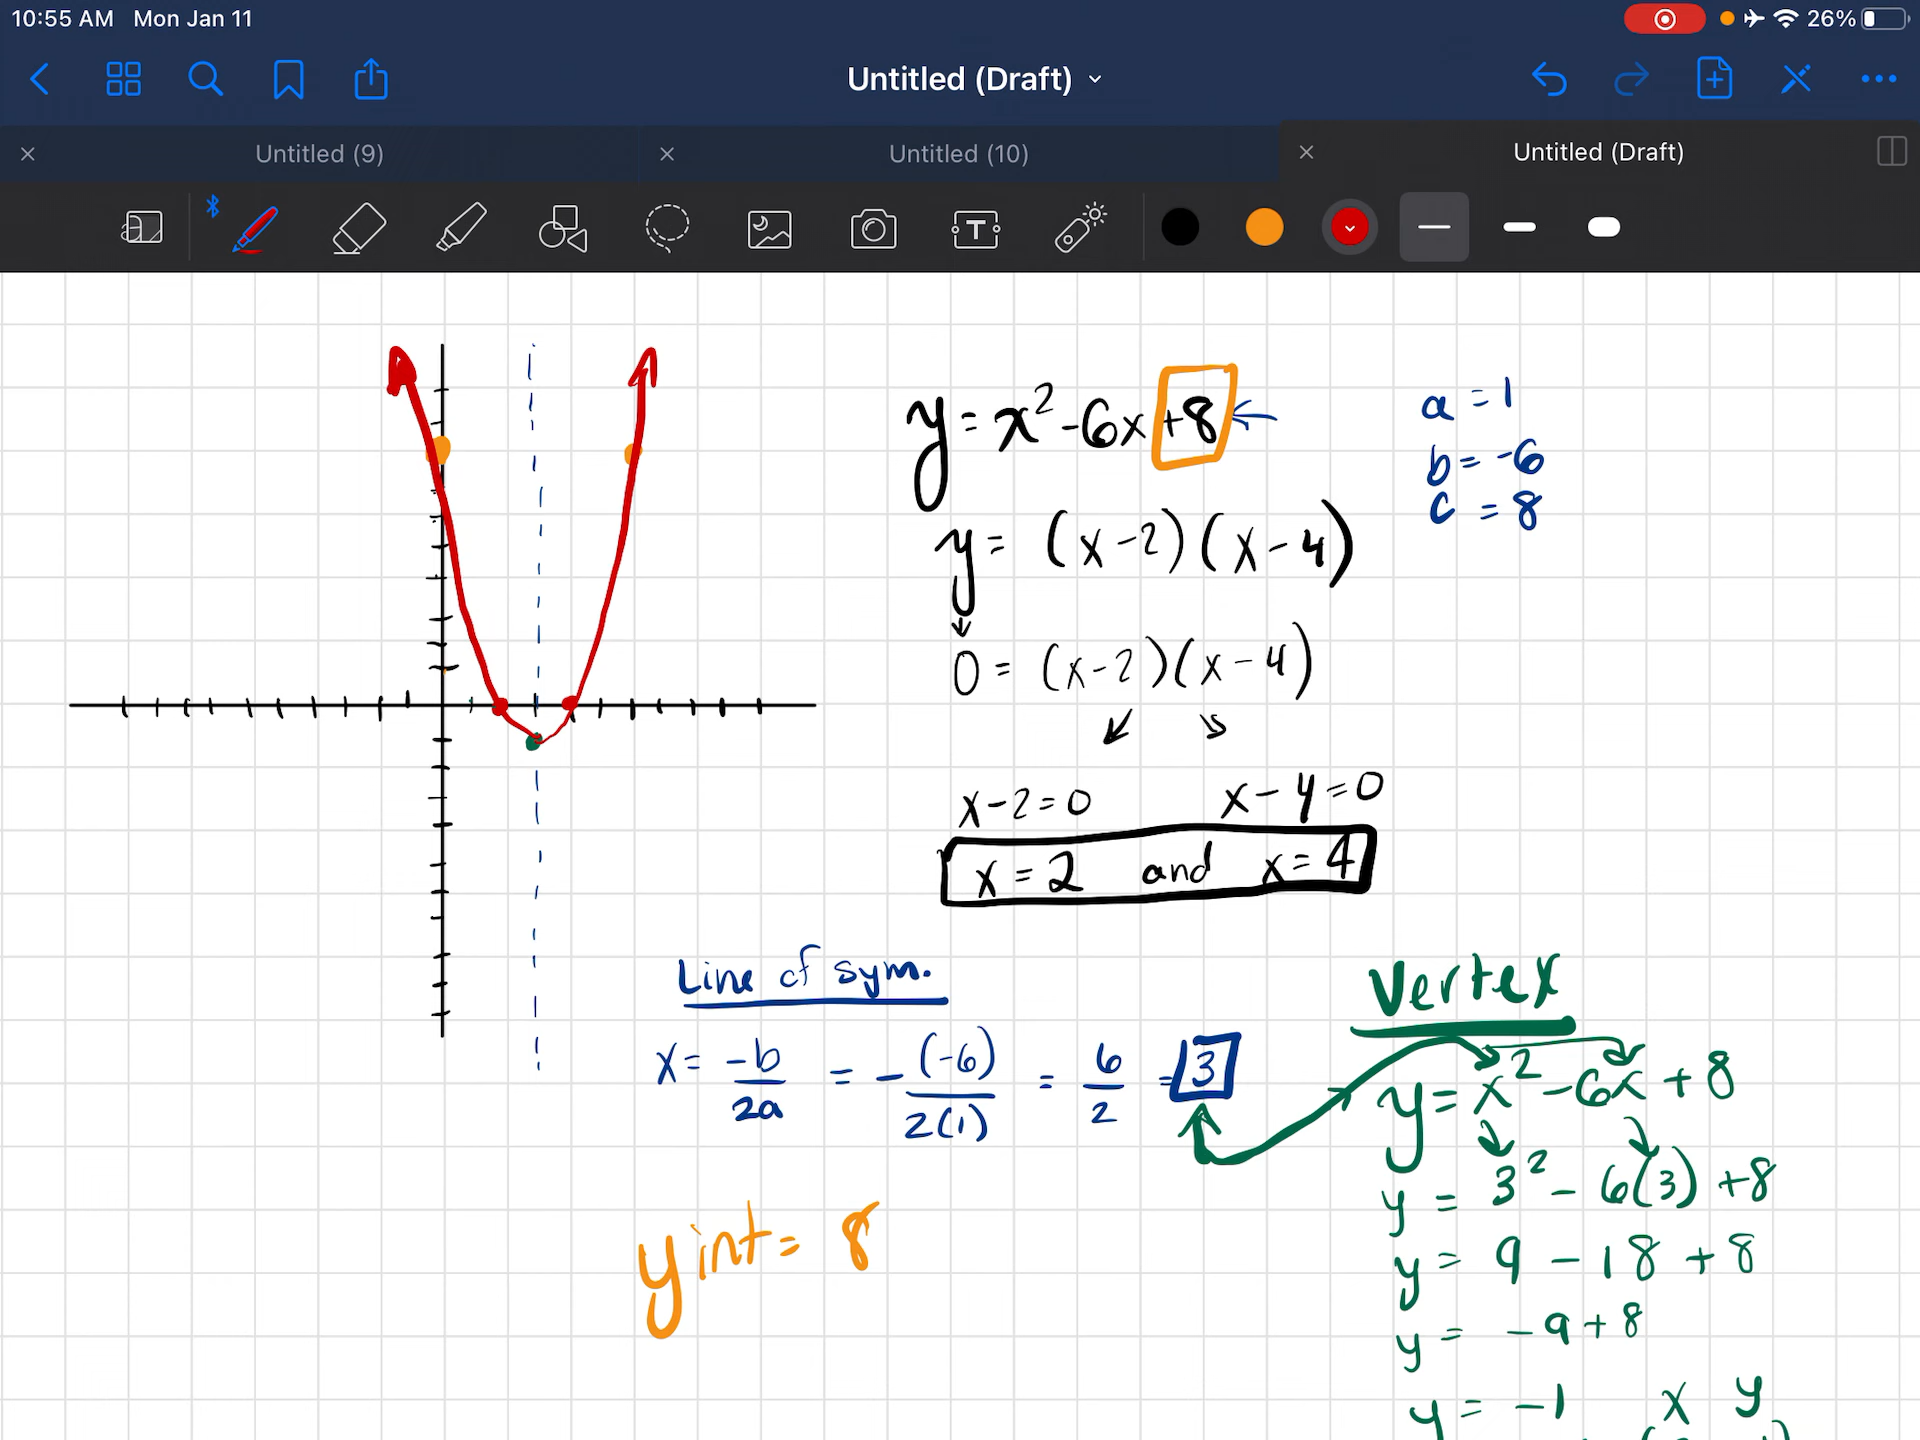 10:55 AM Mon Jan 11
26%
Untitled (Draft)
Untitled (9)
Untitled (10)
Untitled (Draft)
y = x² -6x +8
a = 1
b = -6
c = 8
y = (x-2)(x-4)
0 = (x-2)(x-4)
x-2=0 x-4=0
x = 2 and x = 4
Line of sym.
x = -b/2a = -(-6)/2(1) = 6/2 = 3
y int = 8
Vertex
y = x² -6x + 8
y = 3² - 6(3) +8
y = 9 - 18 + 8
y = -9 + 8
y = -1 x y